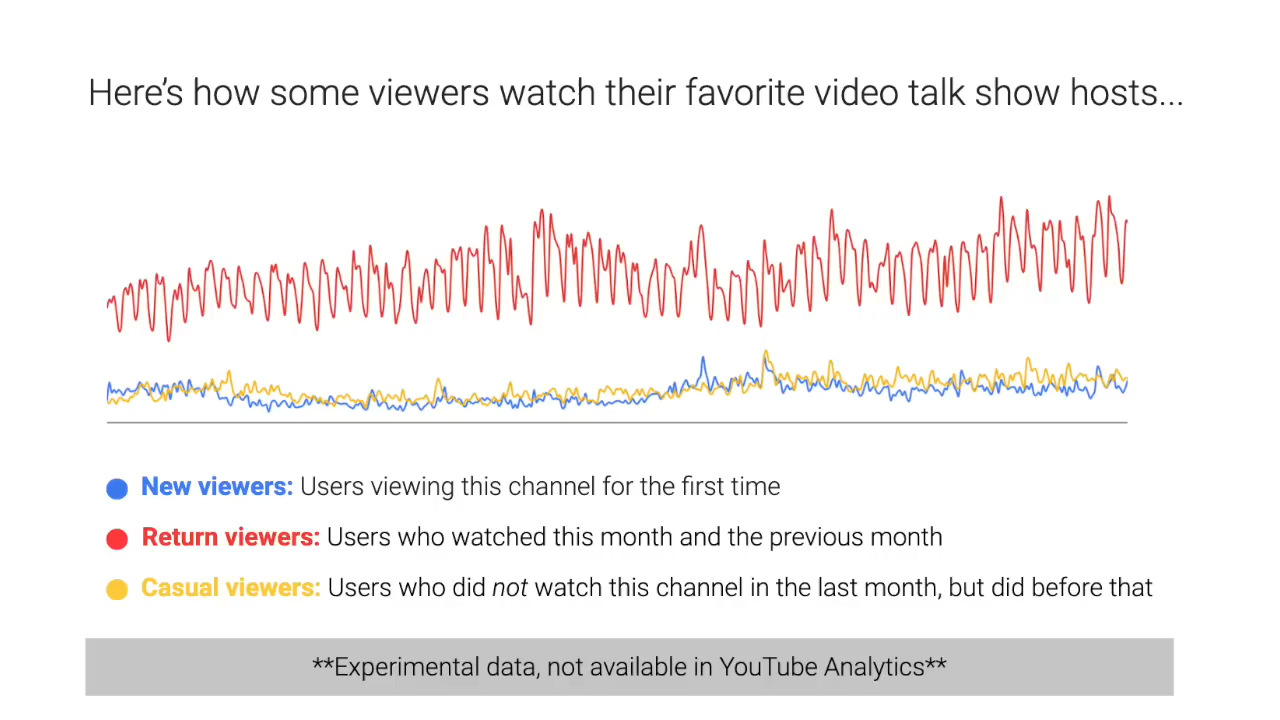 Here's how some viewers watch their favorite video talk show hosts...
New viewers: Users viewing this channel for the first time
Return viewers: Users who watched this month and the previous month
Casual viewers: Users who did not watch this channel in the last month, but did before that
**Experimental data, not available in YouTube Analytics**